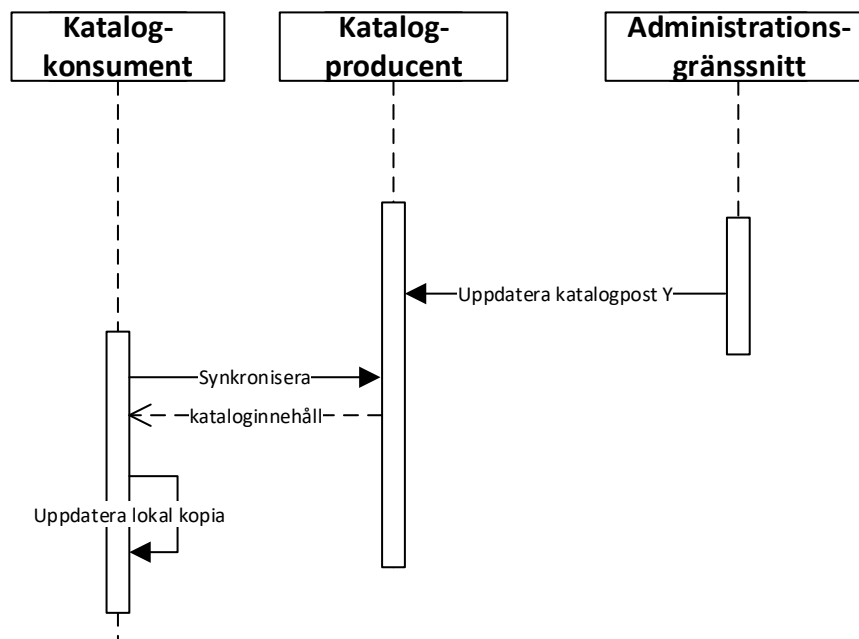 Katalog-
konsument
Katalog-
producent
Administrations-
gränssnitt
Uppdatera katalogpost Y
Synkronisera
kataloginnehåll
Uppdatera lokal kopia